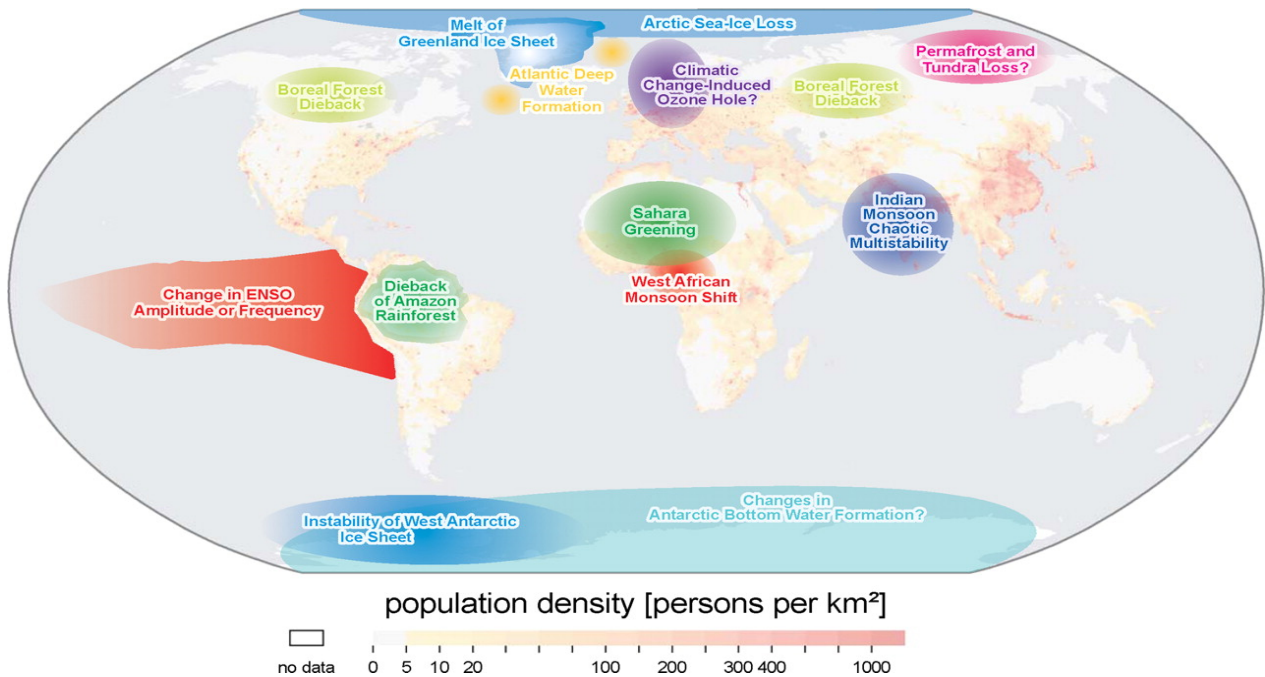 Melt of
Greenland Ice Sheet
Arctic Sea-Ice Loss
Atlantic Deep
Water
Formation
Climatic
Change-Induced
Ozone Hole?
Permafrost and
Tundra Loss?
Boreal Forest
Dieback
Boreal Forest
Dieback
Sahara
Greening
Indian
Monsoon
Chaotic
Multistability
West African
Monsoon Shift
Change in ENSO
Amplitude or Frequency
Dieback
of Amazon
Rainforest
Instability of West Antarctic
Ice Sheet
Changes in
Antarctic Bottom Water Formation?
population density [persons per km²]
no data 0 5 10 20 100 200 300 400 1000